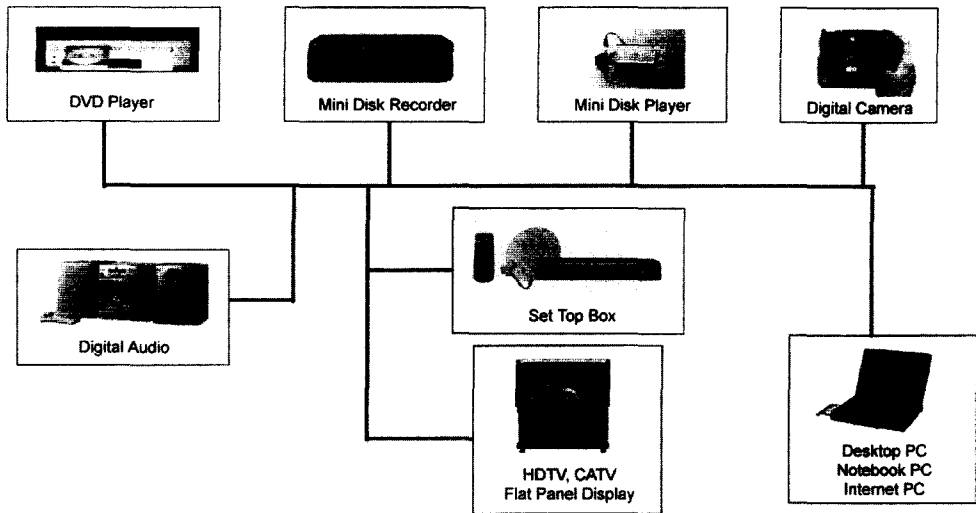 DVD Player
Mini Disk Recorder
Mini Disk Player
Digital Camera
Digital Audio
Set Top Box
HDTV, CATV
Flat Panel Display
Desktop PC
Notebook PC
Internet PC